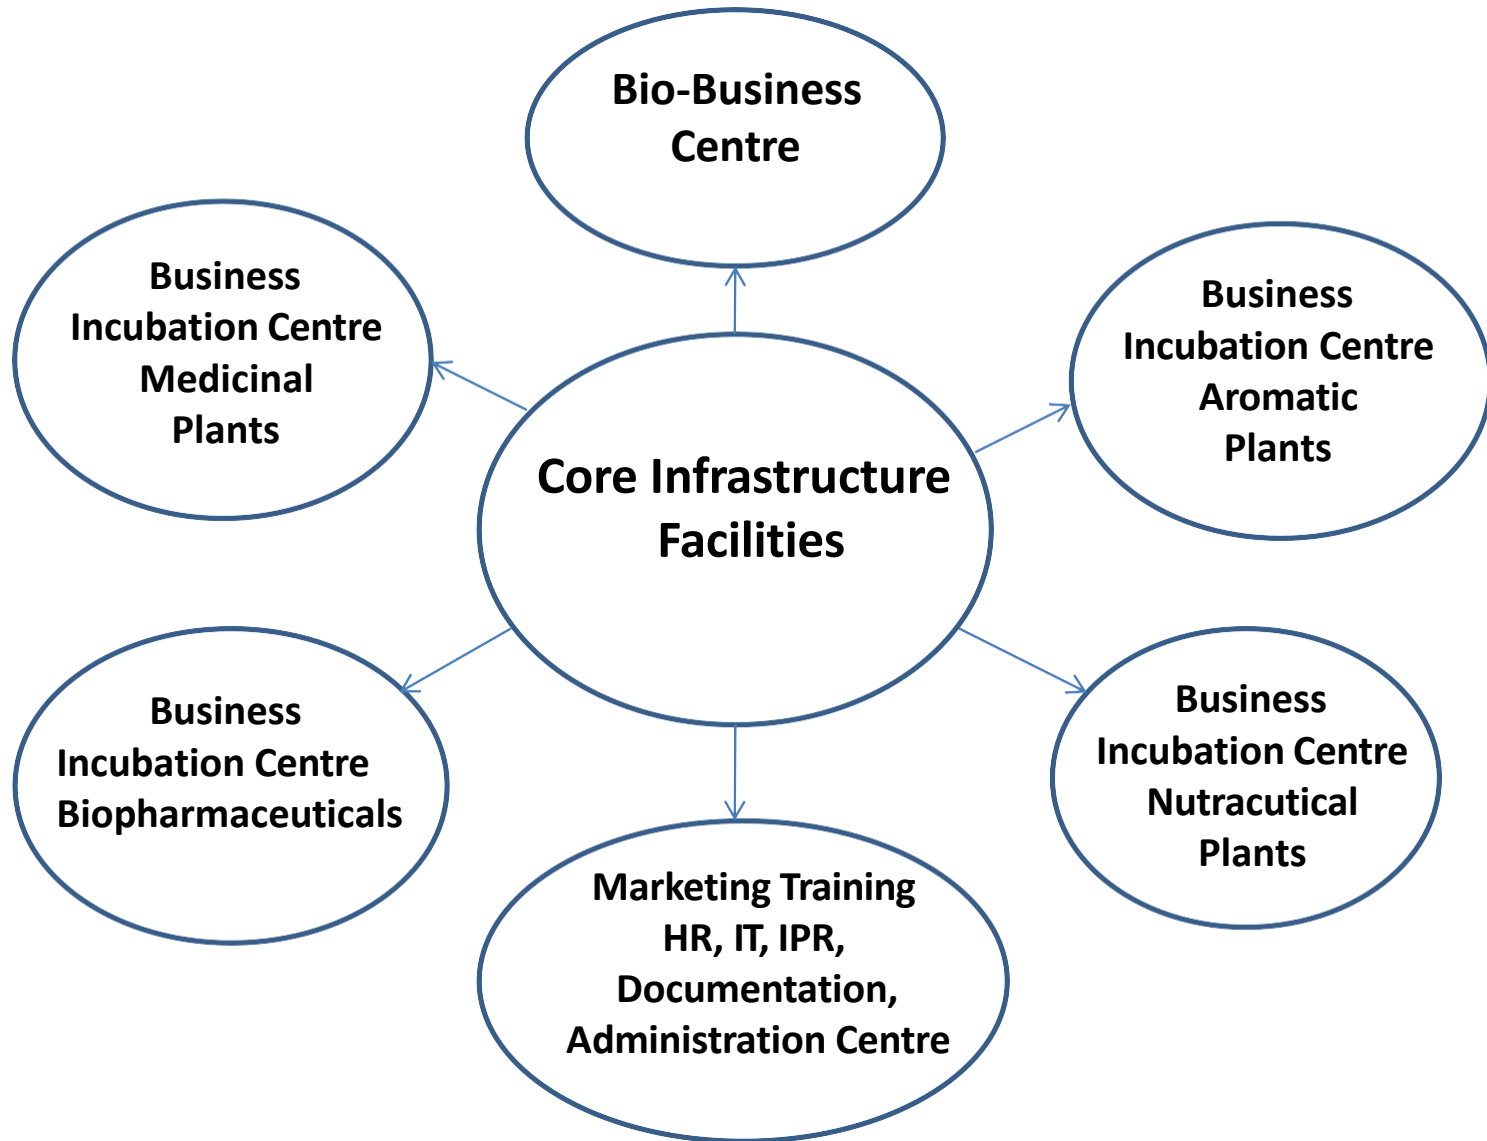 Bio-Business
Centre
Business
Incubation Centre
Medicinal
Plants
Business
Incubation Centre
Aromatic
Plants
Core Infrastructure
Facilities
Business
Incubation Centre
Biopharmaceuticals
Business
Incubation Centre
Nutracutical
Plants
Marketing Training
HR, IT, IPR,
Documentation,
Administration Centre